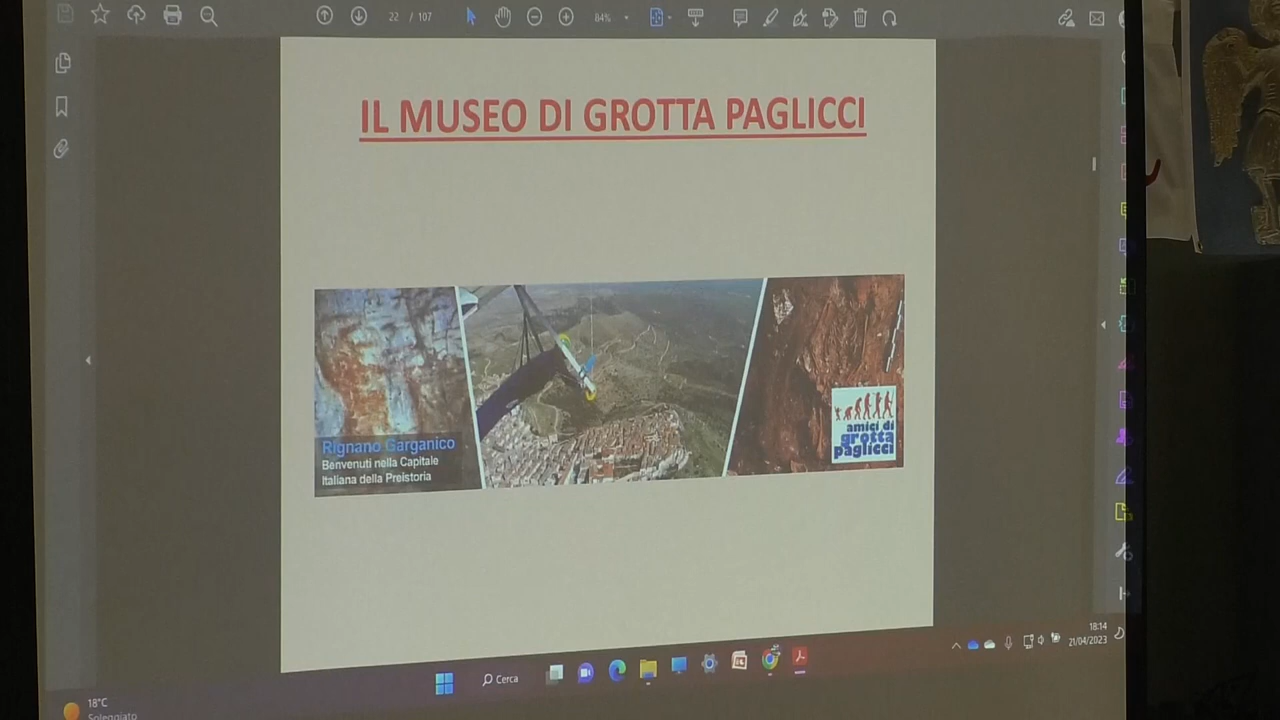 22 / 107
84%
IL MUSEO DI GROTTA PAGLICCI
Rignano Garganico
Benvenuti nella Capitale
Italiana della Preistoria
amici di
grotta
paglicci
18:14
21/04/2023
Cerca
18°C
Soleggiato